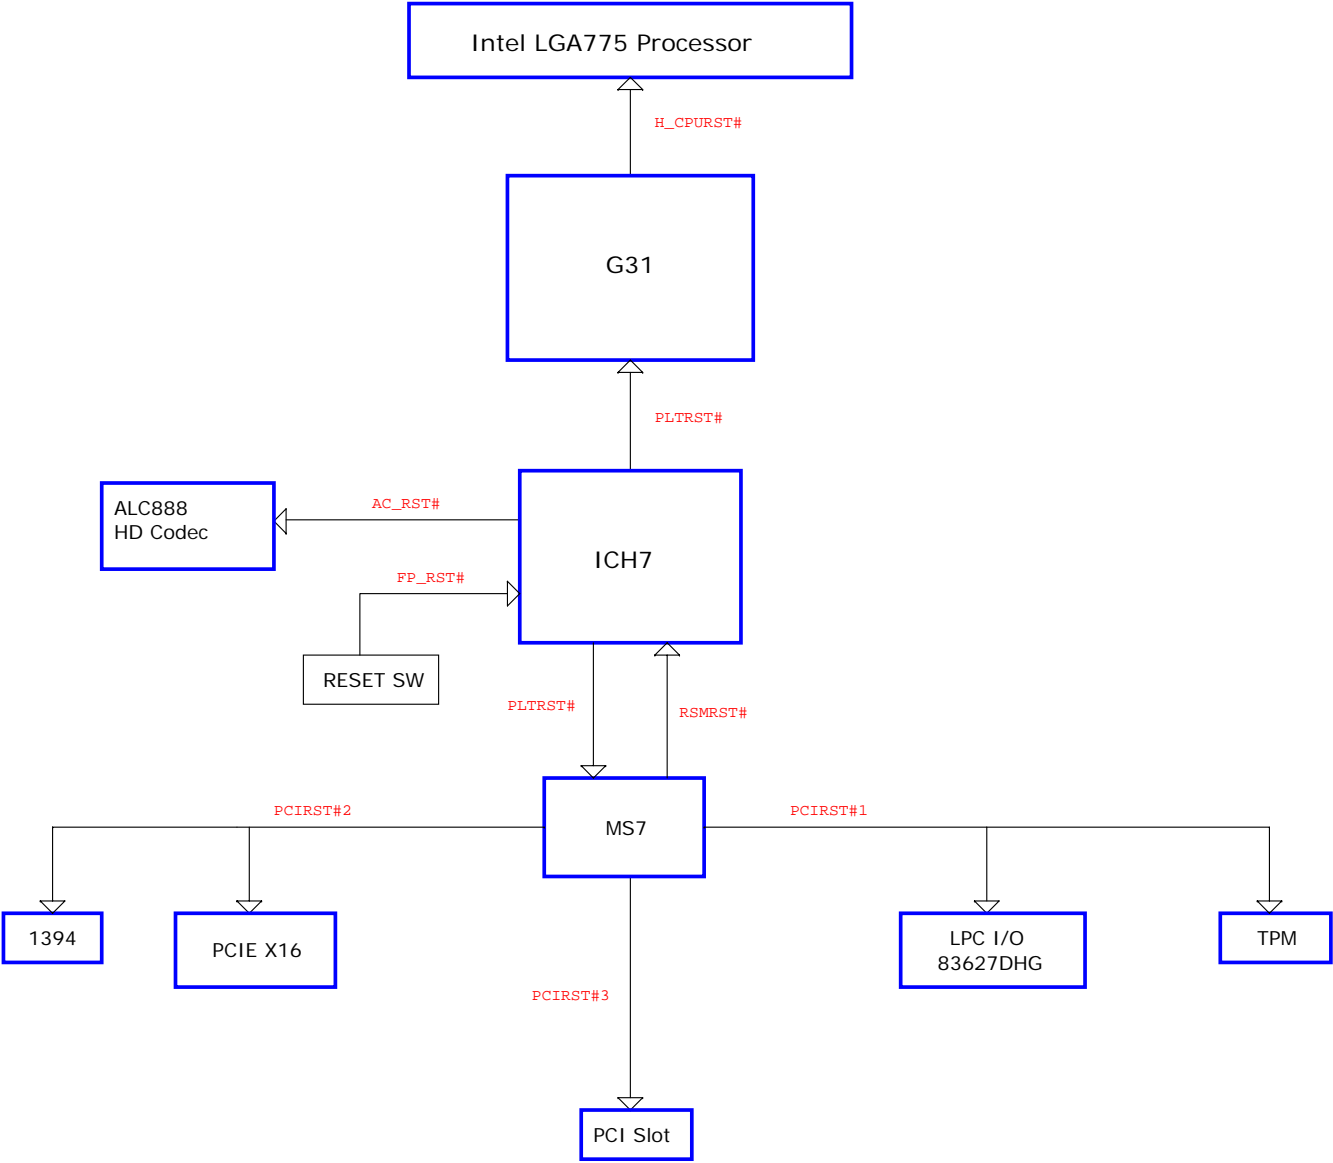 Intel LGA775 Processor
H_CPURST#
G31
PLTRST#
ALC888
HD Codec
AC_RST#
ICH7
FP_RST#
RESET SW
PLTRST#
RSMRST#
PCIRST#2
MS7
PCIRST#1
1394
PCIE X16
LPC I/O
83627DHG
TPM
PCIRST#3
PCI Slot